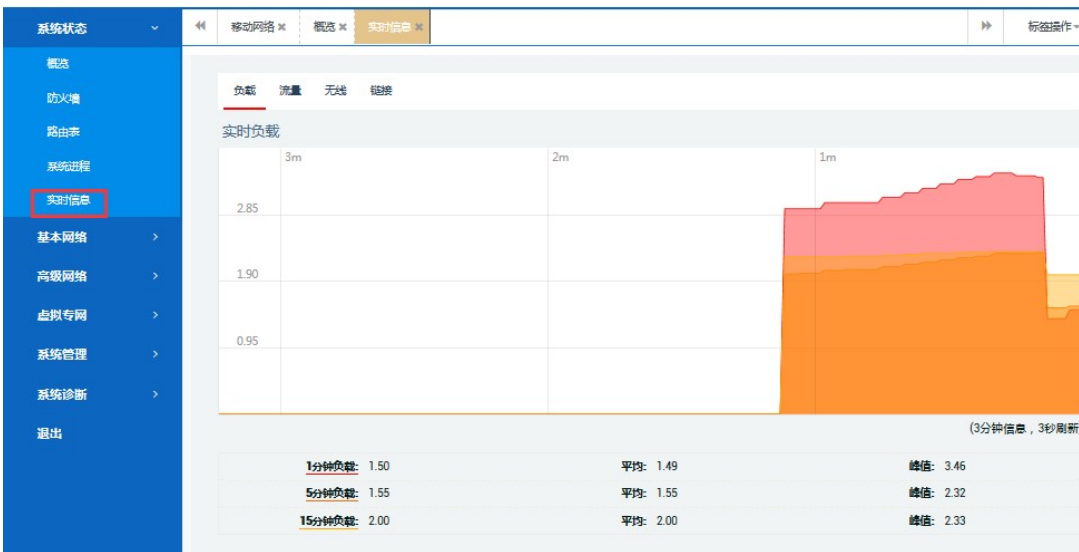 系统状态
概览
防火墙
路由表
系统进程
实时信息
基本网络
高级网络
虚拟专网
系统管理
系统诊断
退出
移动网络 概览 实时信息 标签操作
负载 流量 无线 链接
实时负载
3m 2m 1m
2.85
1.90
0.95
(3分钟信息，3秒刷新
1分钟负载: 1.50 平均: 1.49 峰值: 3.46
5分钟负载: 1.55 平均: 1.55 峰值: 2.32
15分钟负载: 2.00 平均: 2.00 峰值: 2.33